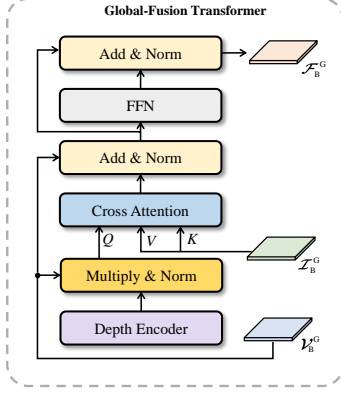 Global-Fusion Transformer
Add & Norm
F_B^G
FFN
Add & Norm
Cross Attention
Q V K
Multiply & Norm
I_B^G
Depth Encoder
V_B^G